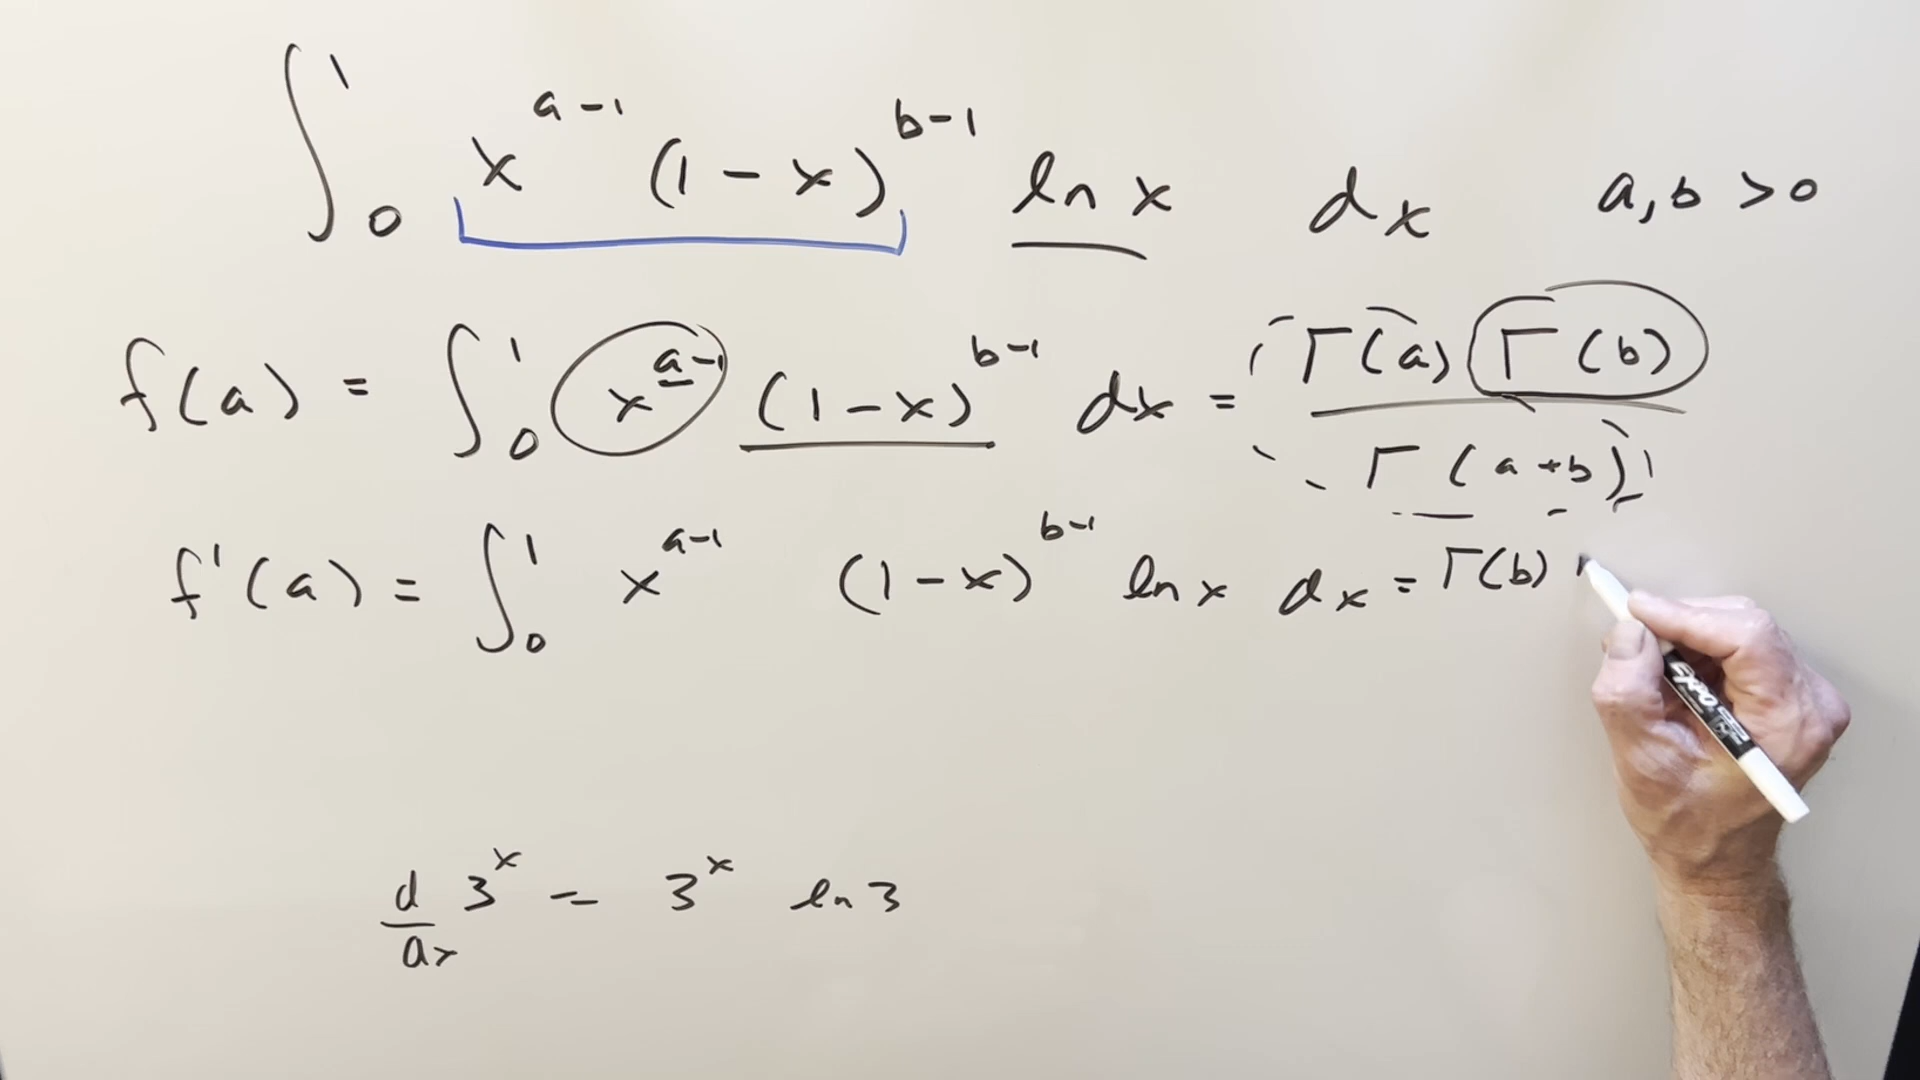 ∫₀¹ x^(a-1) (1-x)^(b-1) ln x dx a, b > 0
f(a) = ∫₀¹ x^(a-1) (1-x)^(b-1) dx = Γ(a) Γ(b) / Γ(a+b)
f'(a) = ∫₀¹ x^(a-1) (1-x)^(b-1) ln x dx = Γ(b)
d/dx 3^x = 3^x ln 3
EXPO